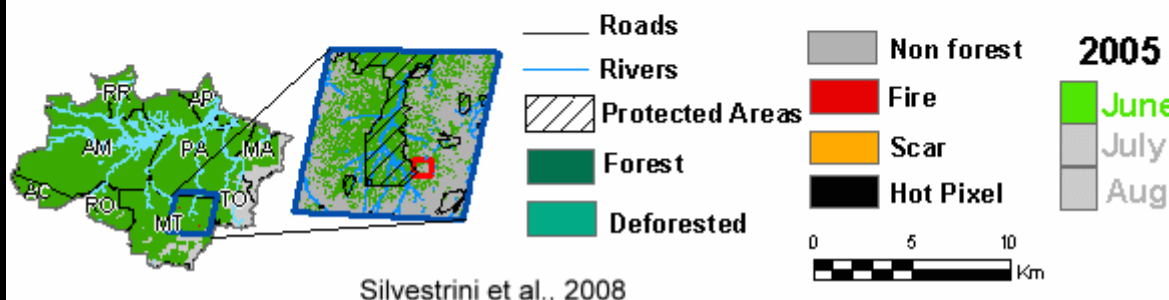 RR
AP
AM
PA
MA
AC
RO
TO
MT
Roads
Rivers
Protected Areas
Forest
Deforested
Non forest
Fire
Scar
Hot Pixel
0 5 10
Km
2005
June
July
Aug
Silvestrini et al., 2008